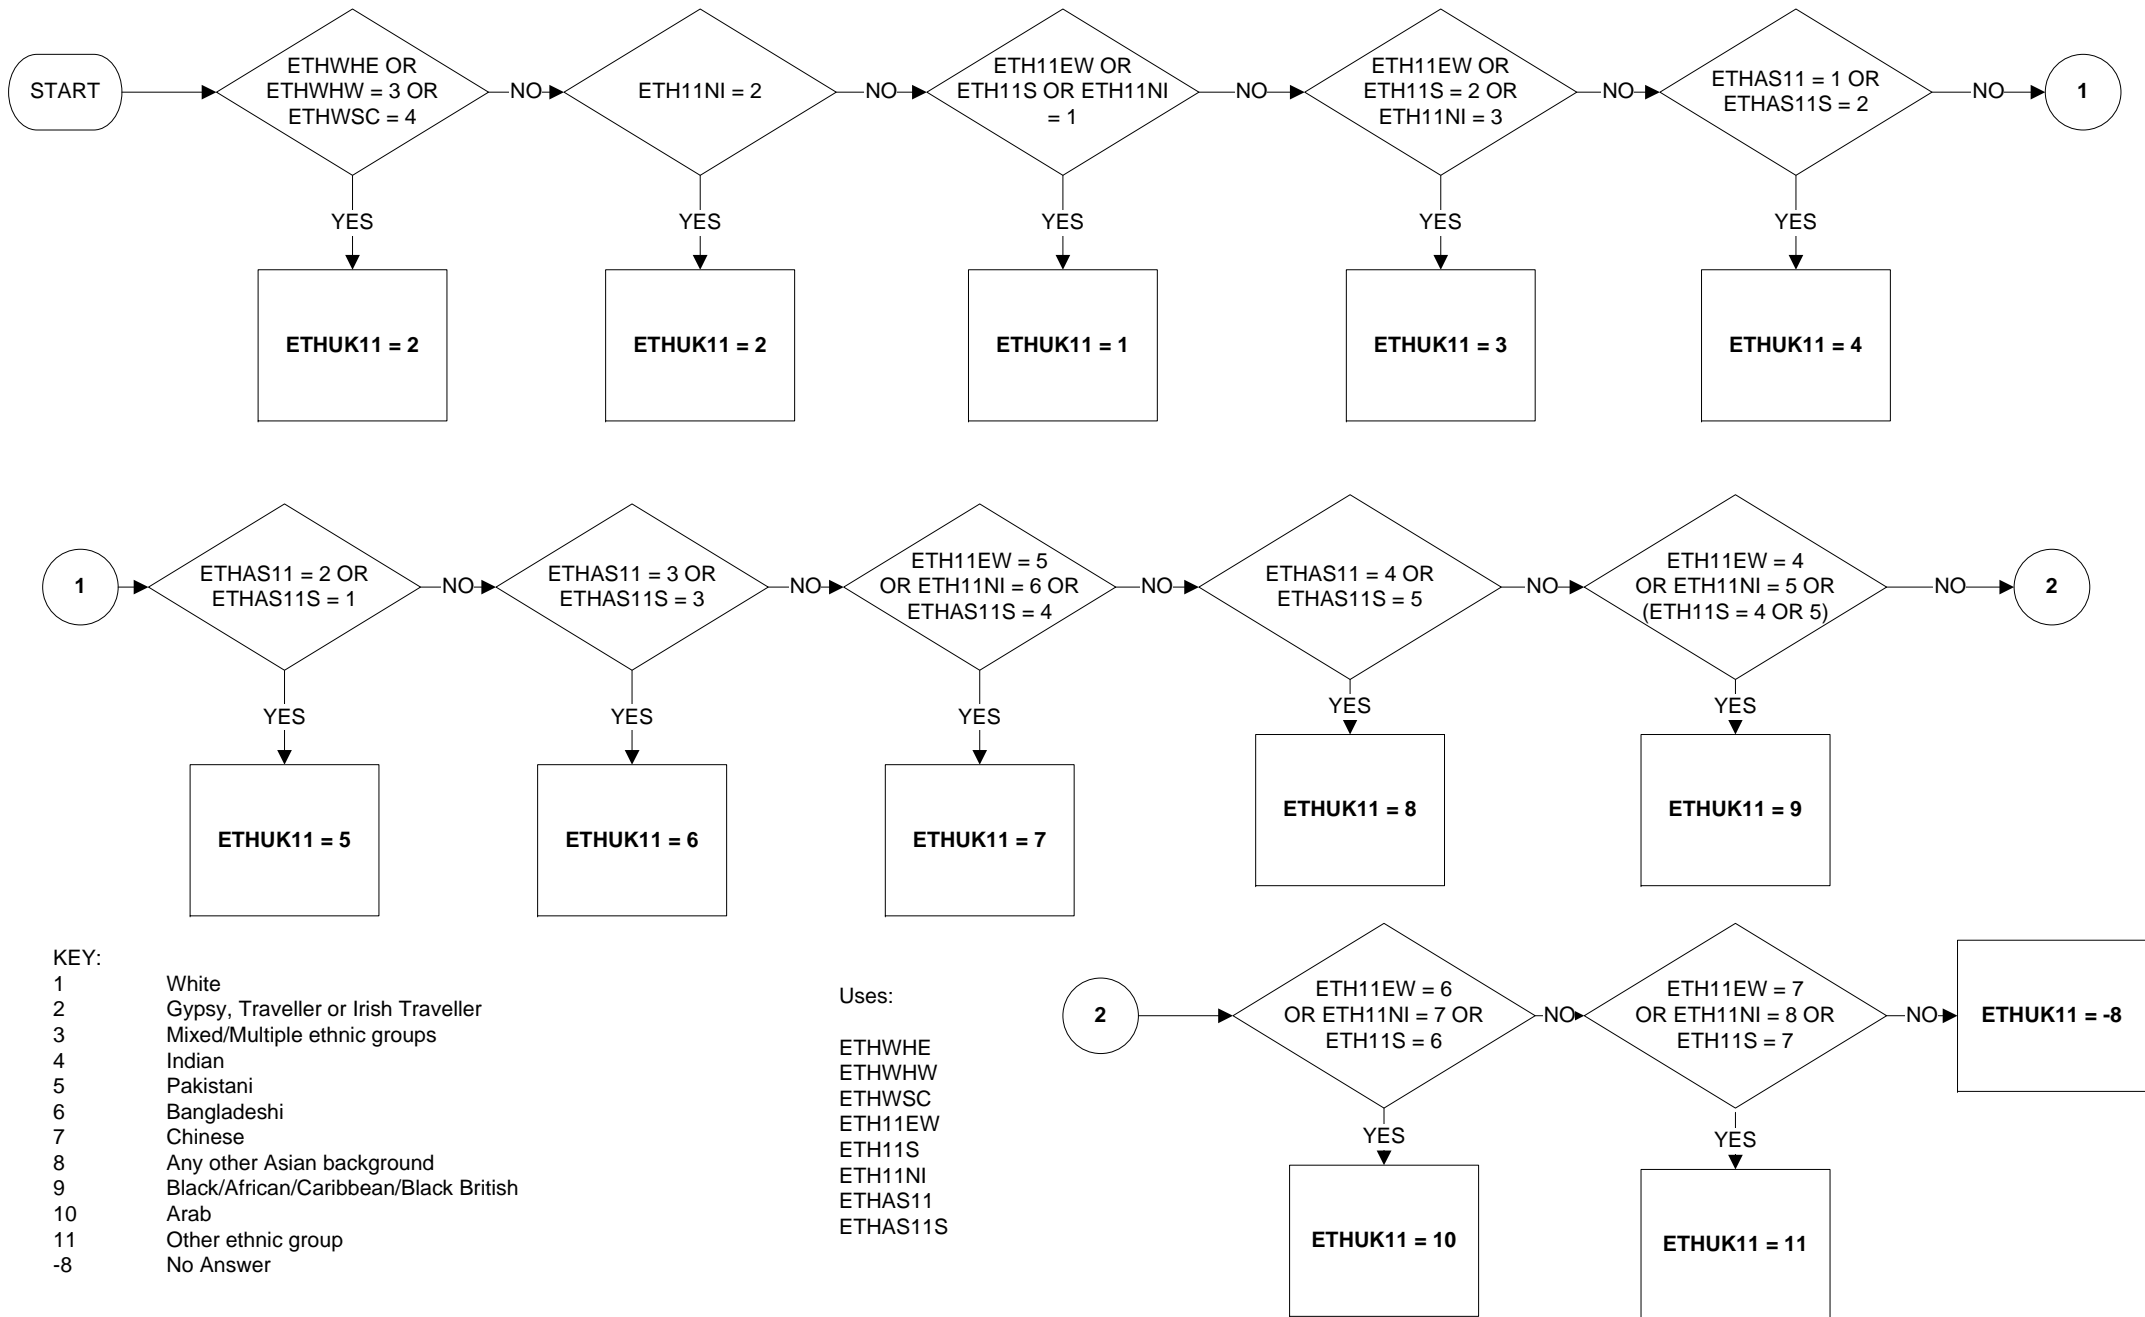 START
ETHWHE OR
ETHWHW = 3 OR
ETHWSC = 4
NO
ETH11NI = 2
NO
ETH11EW OR
ETH11S OR ETH11NI
= 1
NO
ETH11EW OR
ETH11S = 2 OR
ETH11NI = 3
NO
ETHAS11 = 1 OR
ETHAS11S = 2
NO
1
YES
YES
YES
YES
YES
ETHUK11 = 2
ETHUK11 = 2
ETHUK11 = 1
ETHUK11 = 3
ETHUK11 = 4
1
ETHAS11 = 2 OR
ETHAS11S = 1
NO
ETHAS11 = 3 OR
ETHAS11S = 3
NO
ETH11EW = 5
OR ETH11NI = 6 OR
ETHAS11S = 4
NO
ETHAS11 = 4 OR
ETHAS11S = 5
NO
ETH11EW = 4
OR ETH11NI = 5 OR
(ETH11S = 4 OR 5)
NO
2
YES
YES
YES
YES
YES
ETHUK11 = 5
ETHUK11 = 6
ETHUK11 = 7
ETHUK11 = 8
ETHUK11 = 9
KEY:
1 White
2 Gypsy, Traveller or Irish Traveller
3 Mixed/Multiple ethnic groups
4 Indian
5 Pakistani
6 Bangladeshi
7 Chinese
8 Any other Asian background
9 Black/African/Caribbean/Black British
10 Arab
11 Other ethnic group
-8 No Answer
Uses:
ETHWHE
ETHWHW
ETHWSC
ETH11EW
ETH11S
ETH11NI
ETHAS11
ETHAS11S
2
ETH11EW = 6
OR ETH11NI = 7 OR
ETH11S = 6
NO
ETH11EW = 7
OR ETH11NI = 8 OR
ETH11S = 7
NO
ETHUK11 = -8
YES
YES
ETHUK11 = 10
ETHUK11 = 11